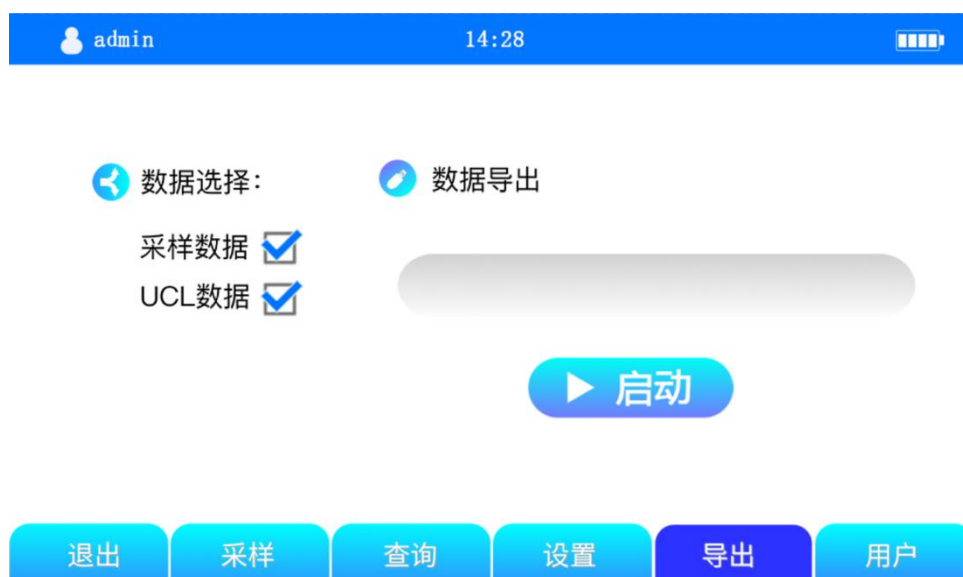 admin 14:28
数据选择: 数据导出
采样数据
UCL数据
启动
退出 采样 查询 设置 导出 用户